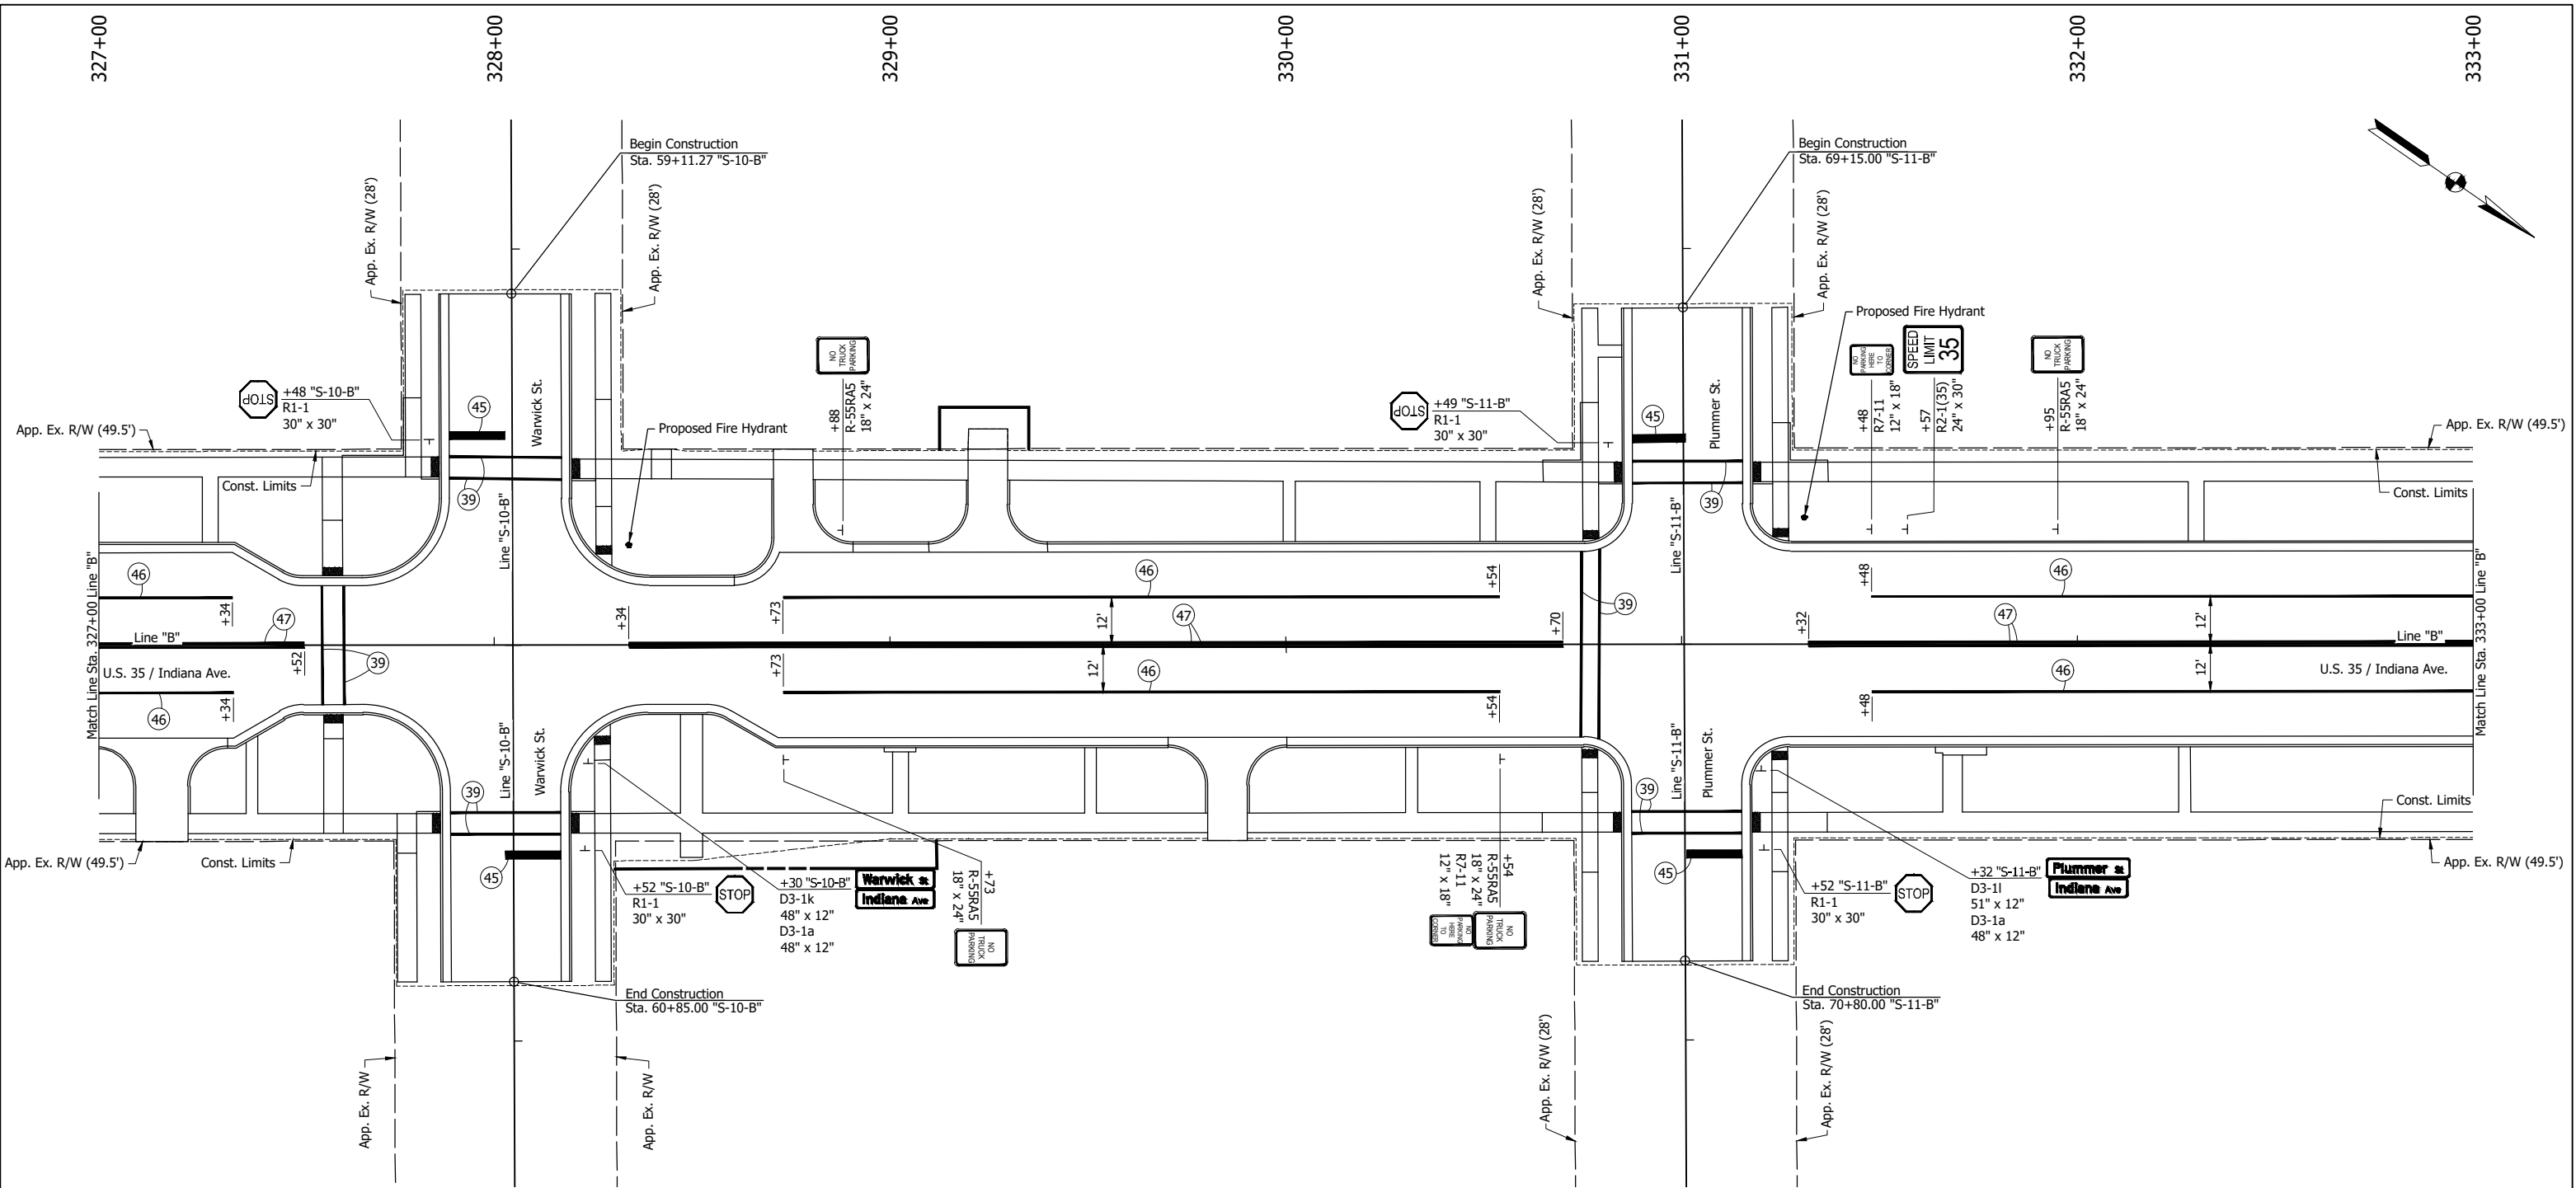 327+00
328+00
329+00
330+00
331+00
332+00
333+00
Begin Construction
Sta. 59+11.27 "S-10-B"
Begin Construction
Sta. 69+15.00 "S-11-B"
App. Ex. R/W (28')
App. Ex. R/W (28')
App. Ex. R/W (28')
App. Ex. R/W (28')
Proposed Fire Hydrant
NO
TRUCK
PARKING
+88
R-55RA5
18" x 24"
NO
PARKING
HERE
TO
CORNER
+48
R7-11
12" x 18"
SPEED
LIMIT
35
+57
R2-1(35)
24" x 30"
NO
TRUCK
PARKING
+95
R-55RA5
18" x 24"
STOP
+48 "S-10-B"
R1-1
30" x 30"
45
Warwick St.
STOP
+49 "S-11-B"
R1-1
30" x 30"
45
Plummer St.
App. Ex. R/W (49.5')
Proposed Fire Hydrant
App. Ex. R/W (49.5')
Const. Limits
39
39
Const. Limits
Line "S-10-B"
Line "S-11-B"
Match Line Sta. 327+00 Line "B"
46
+34
47
Line "B"
+52
U.S. 35 / Indiana Ave.
46
+34
39
+34
+73
46
12'
47
+54
+70
39
+73
12'
46
+54
+32
+48
46
47
12'
Line "B"
+48
46
12'
U.S. 35 / Indiana Ave.
Match Line Sta. 333+00 Line "B"
Line "S-10-B"
Warwick St.
Line "S-11-B"
Plummer St.
39
39
Const. Limits
App. Ex. R/W (49.5')
Const. Limits
45
+52 "S-10-B"
R1-1
30" x 30"
STOP
+30 "S-10-B"
D3-1k
48" x 12"
D3-1a
48" x 12"
Warwick St
Indiana Ave
+73
R-55RA5
18" x 24"
NO
TRUCK
PARKING
+54
R-55RA5
18" x 24"
R7-11
12" x 18"
NO
PARKING
HERE
TO
CORNER
NO
TRUCK
PARKING
45
+52 "S-11-B"
R1-1
30" x 30"
STOP
+32 "S-11-B"
D3-1l
51" x 12"
D3-1a
48" x 12"
Plummer St
Indiana Ave
App. Ex. R/W (49.5')
End Construction
Sta. 60+85.00 "S-10-B"
End Construction
Sta. 70+80.00 "S-11-B"
App. Ex. R/W
App. Ex. R/W
App. Ex. R/W (28')
App. Ex. R/W (28')